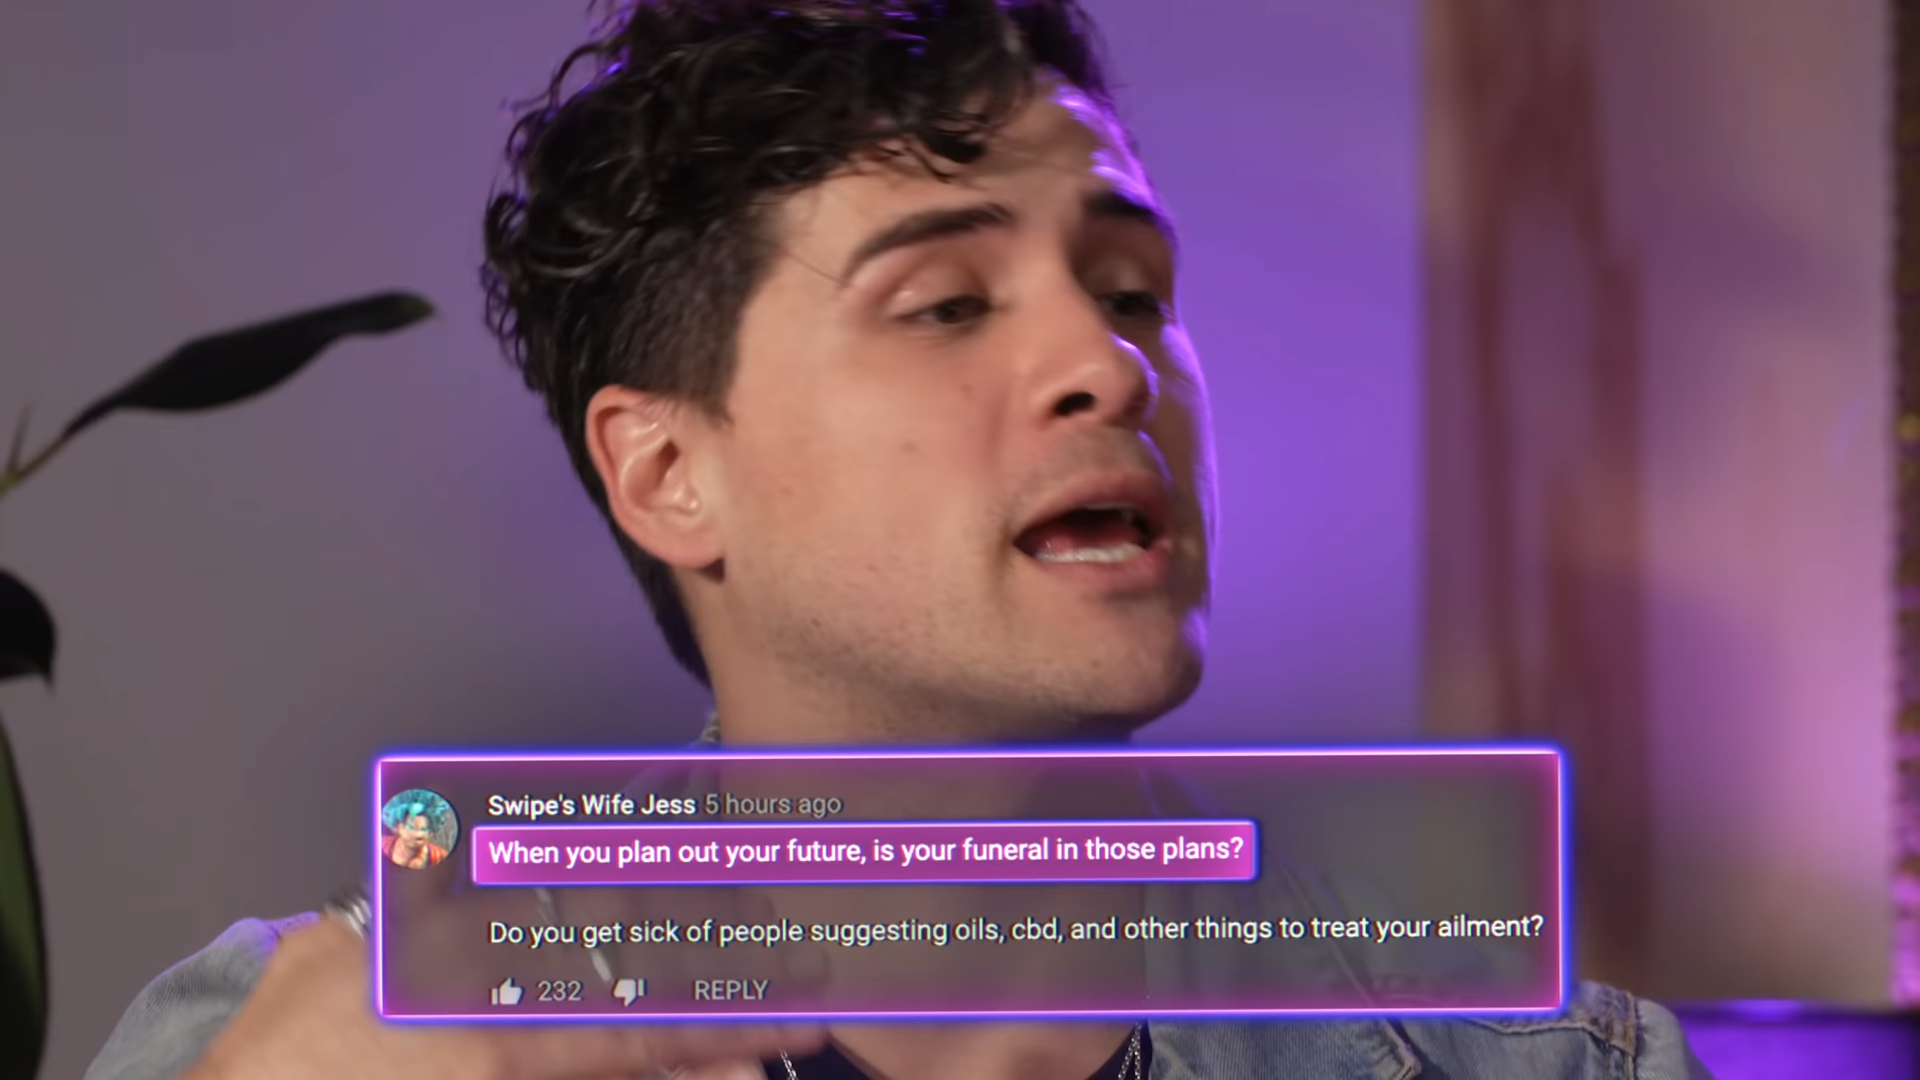 Swipe's Wife Jess 5 hours ago
When you plan out your future, is your funeral in those plans?
Do you get sick of people suggesting oils, cbd, and other things to treat your ailment?
232 REPLY